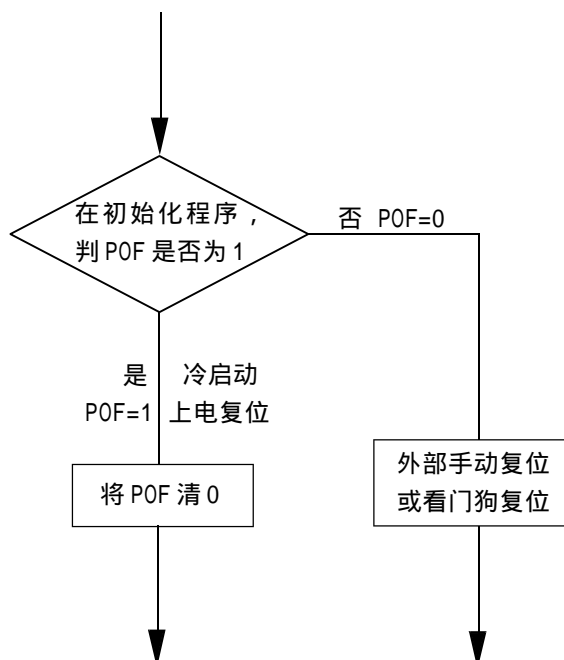 在初始化程序，
判POF是否为1
否 POF=0
是 冷启动
POF=1 上电复位
将POF清0
外部手动复位
或看门狗复位